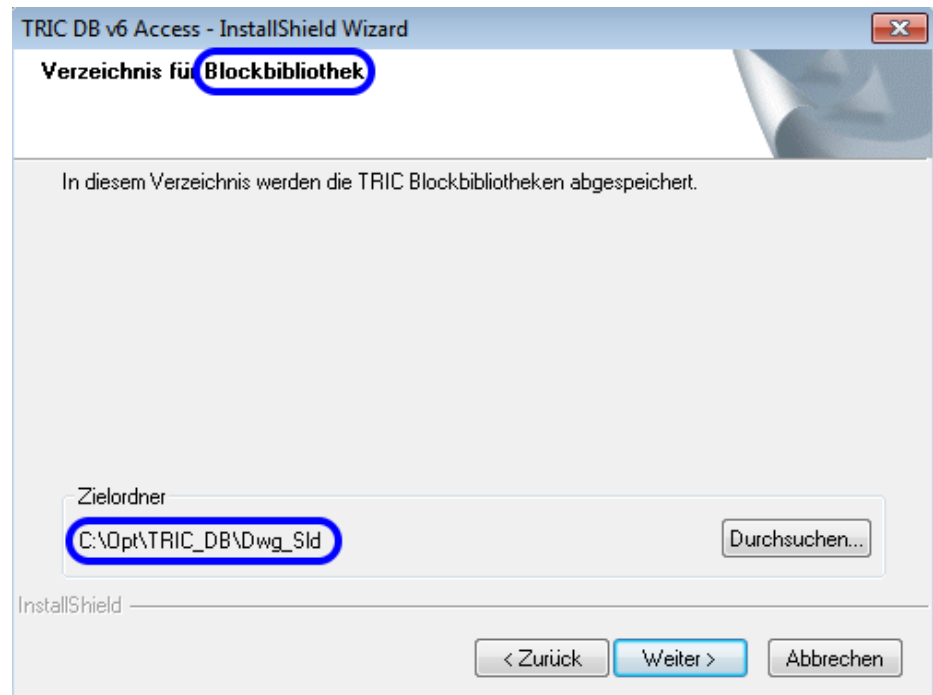 TRIC DB v6 Access - InstallShield Wizard
Verzeichnis für Blockbibliothek
In diesem Verzeichnis werden die TRIC Blockbibliotheken abgespeichert.
Zielordner
C:\Opt\TRIC_DB\Dwg_Sld
Durchsuchen...
InstallShield
< Zurück
Weiter >
Abbrechen